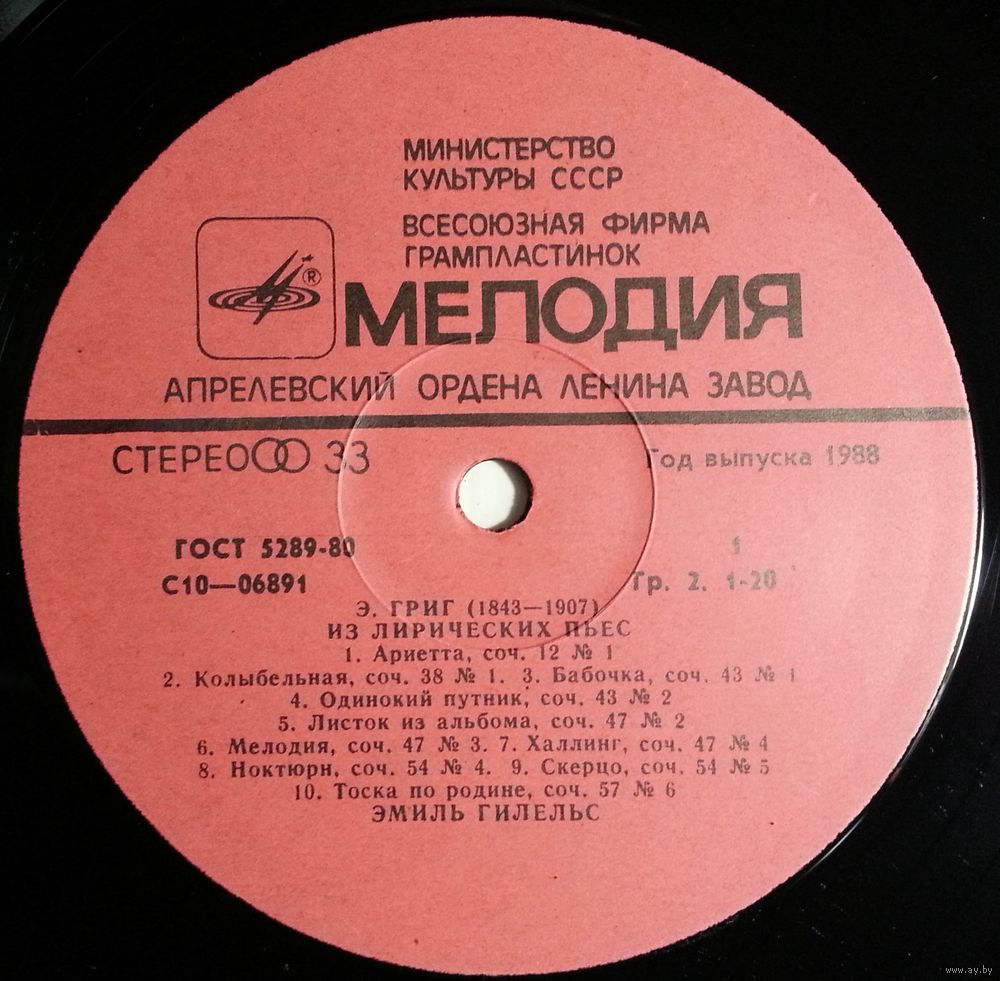 МИНИСТЕРСТВО
КУЛЬТУРЫ СССР
ВСЕСОЮЗНАЯ ФИРМА
ГРАМПЛАСТИНОК
®
МЕЛОДИЯ
АПРЕЛЕВСКИЙ ОРДЕНА ЛЕНИНА ЗАВОД
СТЕРЕО 33
Год выпуска 1988
ГОСТ 5289-80
1
С10—06891
Гр. 2. 1-20
Э. ГРИГ (1843—1907)
ИЗ ЛИРИЧЕСКИХ ПЬЕС
1. Ариетта, соч. 12 № 1
2. Колыбельная, соч. 38 № 1. 3. Бабочка, соч. 43 № 1
4. Одинокий путник, соч. 43 № 2
5. Листок из альбома, соч. 47 № 2
6. Мелодия, соч. 47 № 3. 7. Халлинг, соч. 47 № 4
8. Ноктюрн, соч. 54 № 4. 9. Скерцо, соч. 54 № 5
10. Тоска по родине, соч. 57 № 6
ЭМИЛЬ ГИЛЕЛЬС
www.ay.by